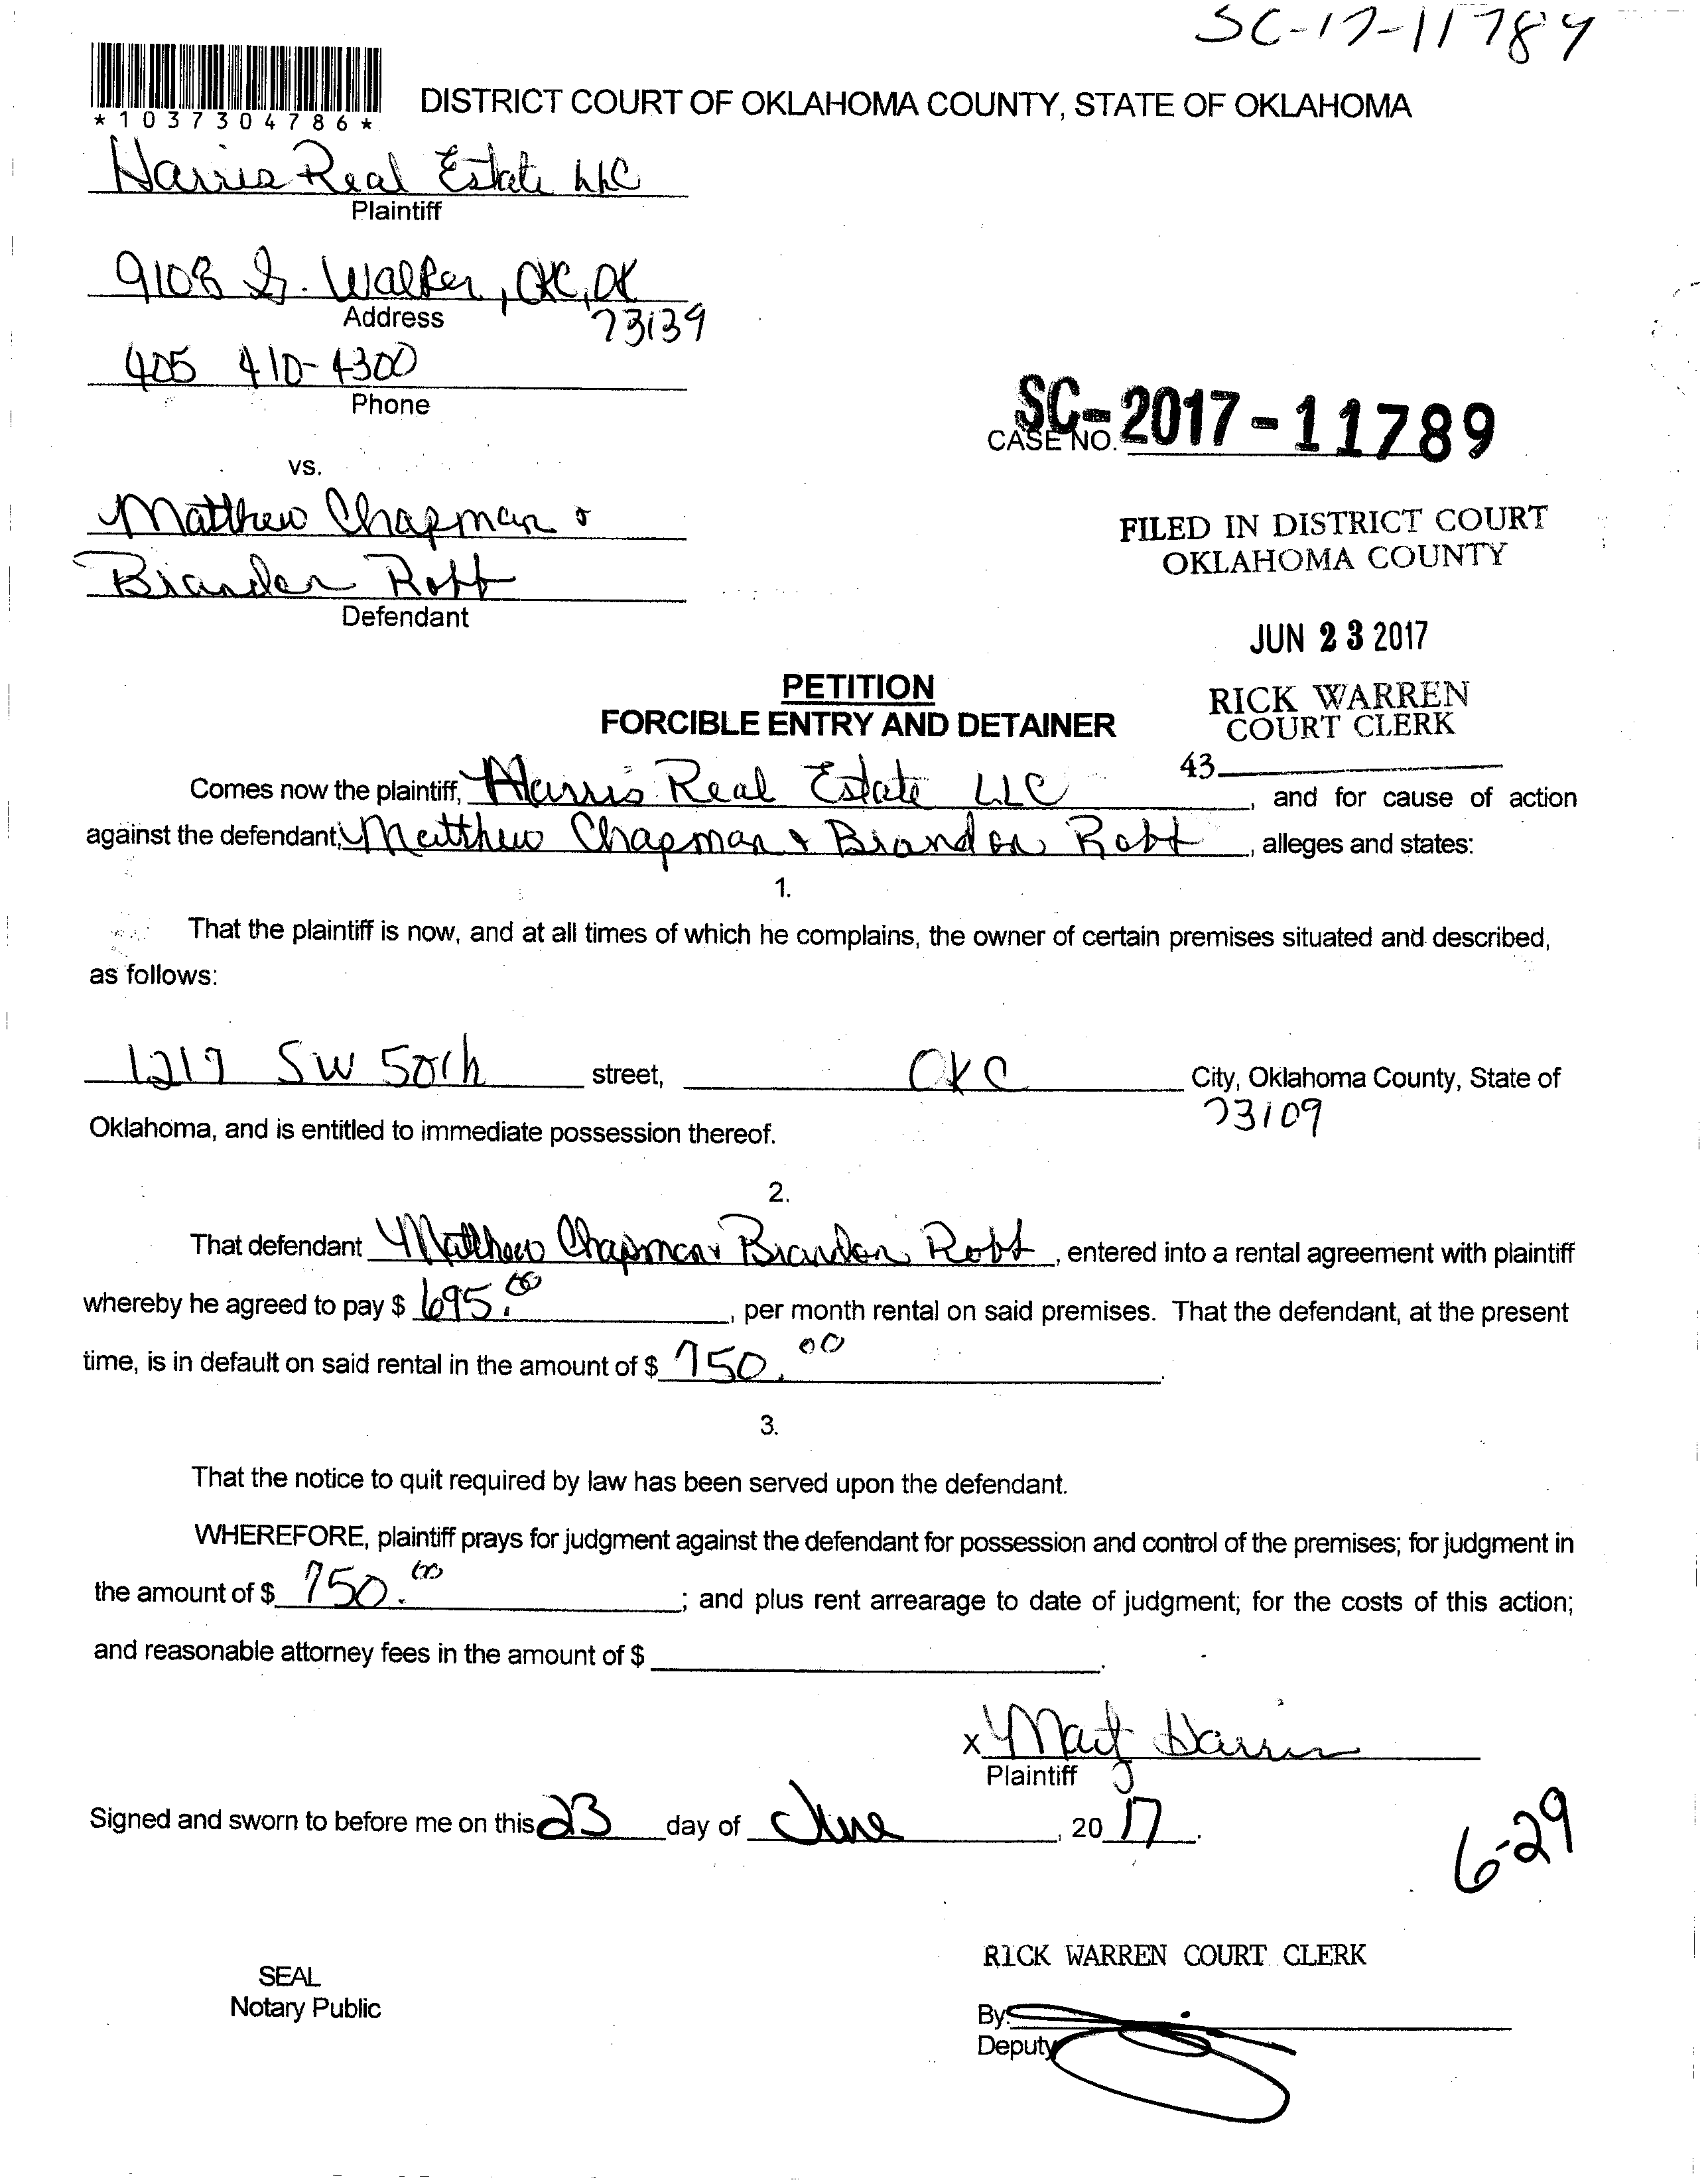 SC-17-11789
*1037304786*
DISTRICT COURT OF OKLAHOMA COUNTY, STATE OF OKLAHOMA
Harris Real Estate LLC
Plaintiff
9108 S. Walker, OKC, OK
73139
Address
405 410-4300
Phone
SC-2017-11789
CASE NO.
vs.
Matthew Chapman &
Brandon Robt
Defendant
FILED IN DISTRICT COURT
OKLAHOMA COUNTY
JUN 23 2017
RICK WARREN
COURT CLERK
43
PETITION
FORCIBLE ENTRY AND DETAINER
Comes now the plaintiff, Harris Real Estate LLC, and for cause of action
against the defendant, Matthew Chapman & Brandon Robt, alleges and states:
1.
That the plaintiff is now, and at all times of which he complains, the owner of certain premises situated and described,
as follows:
1217 SW 50th street, OKC City, Oklahoma County, State of
73109
Oklahoma, and is entitled to immediate possession thereof.
2.
That defendant Matthew Chapman & Brandon Robt, entered into a rental agreement with plaintiff
whereby he agreed to pay $ 695.00, per month rental on said premises. That the defendant, at the present
time, is in default on said rental in the amount of $ 750.00.
3.
That the notice to quit required by law has been served upon the defendant.
WHEREFORE, plaintiff prays for judgment against the defendant for possession and control of the premises; for judgment in
the amount of $ 750.00; and plus rent arrearage to date of judgment; for the costs of this action;
and reasonable attorney fees in the amount of $
x Harris
Plaintiff
Signed and sworn to before me on this 23 day of June, 20 17.
6-29
SEAL
Notary Public
RICK WARREN COURT CLERK
By:
Deputy